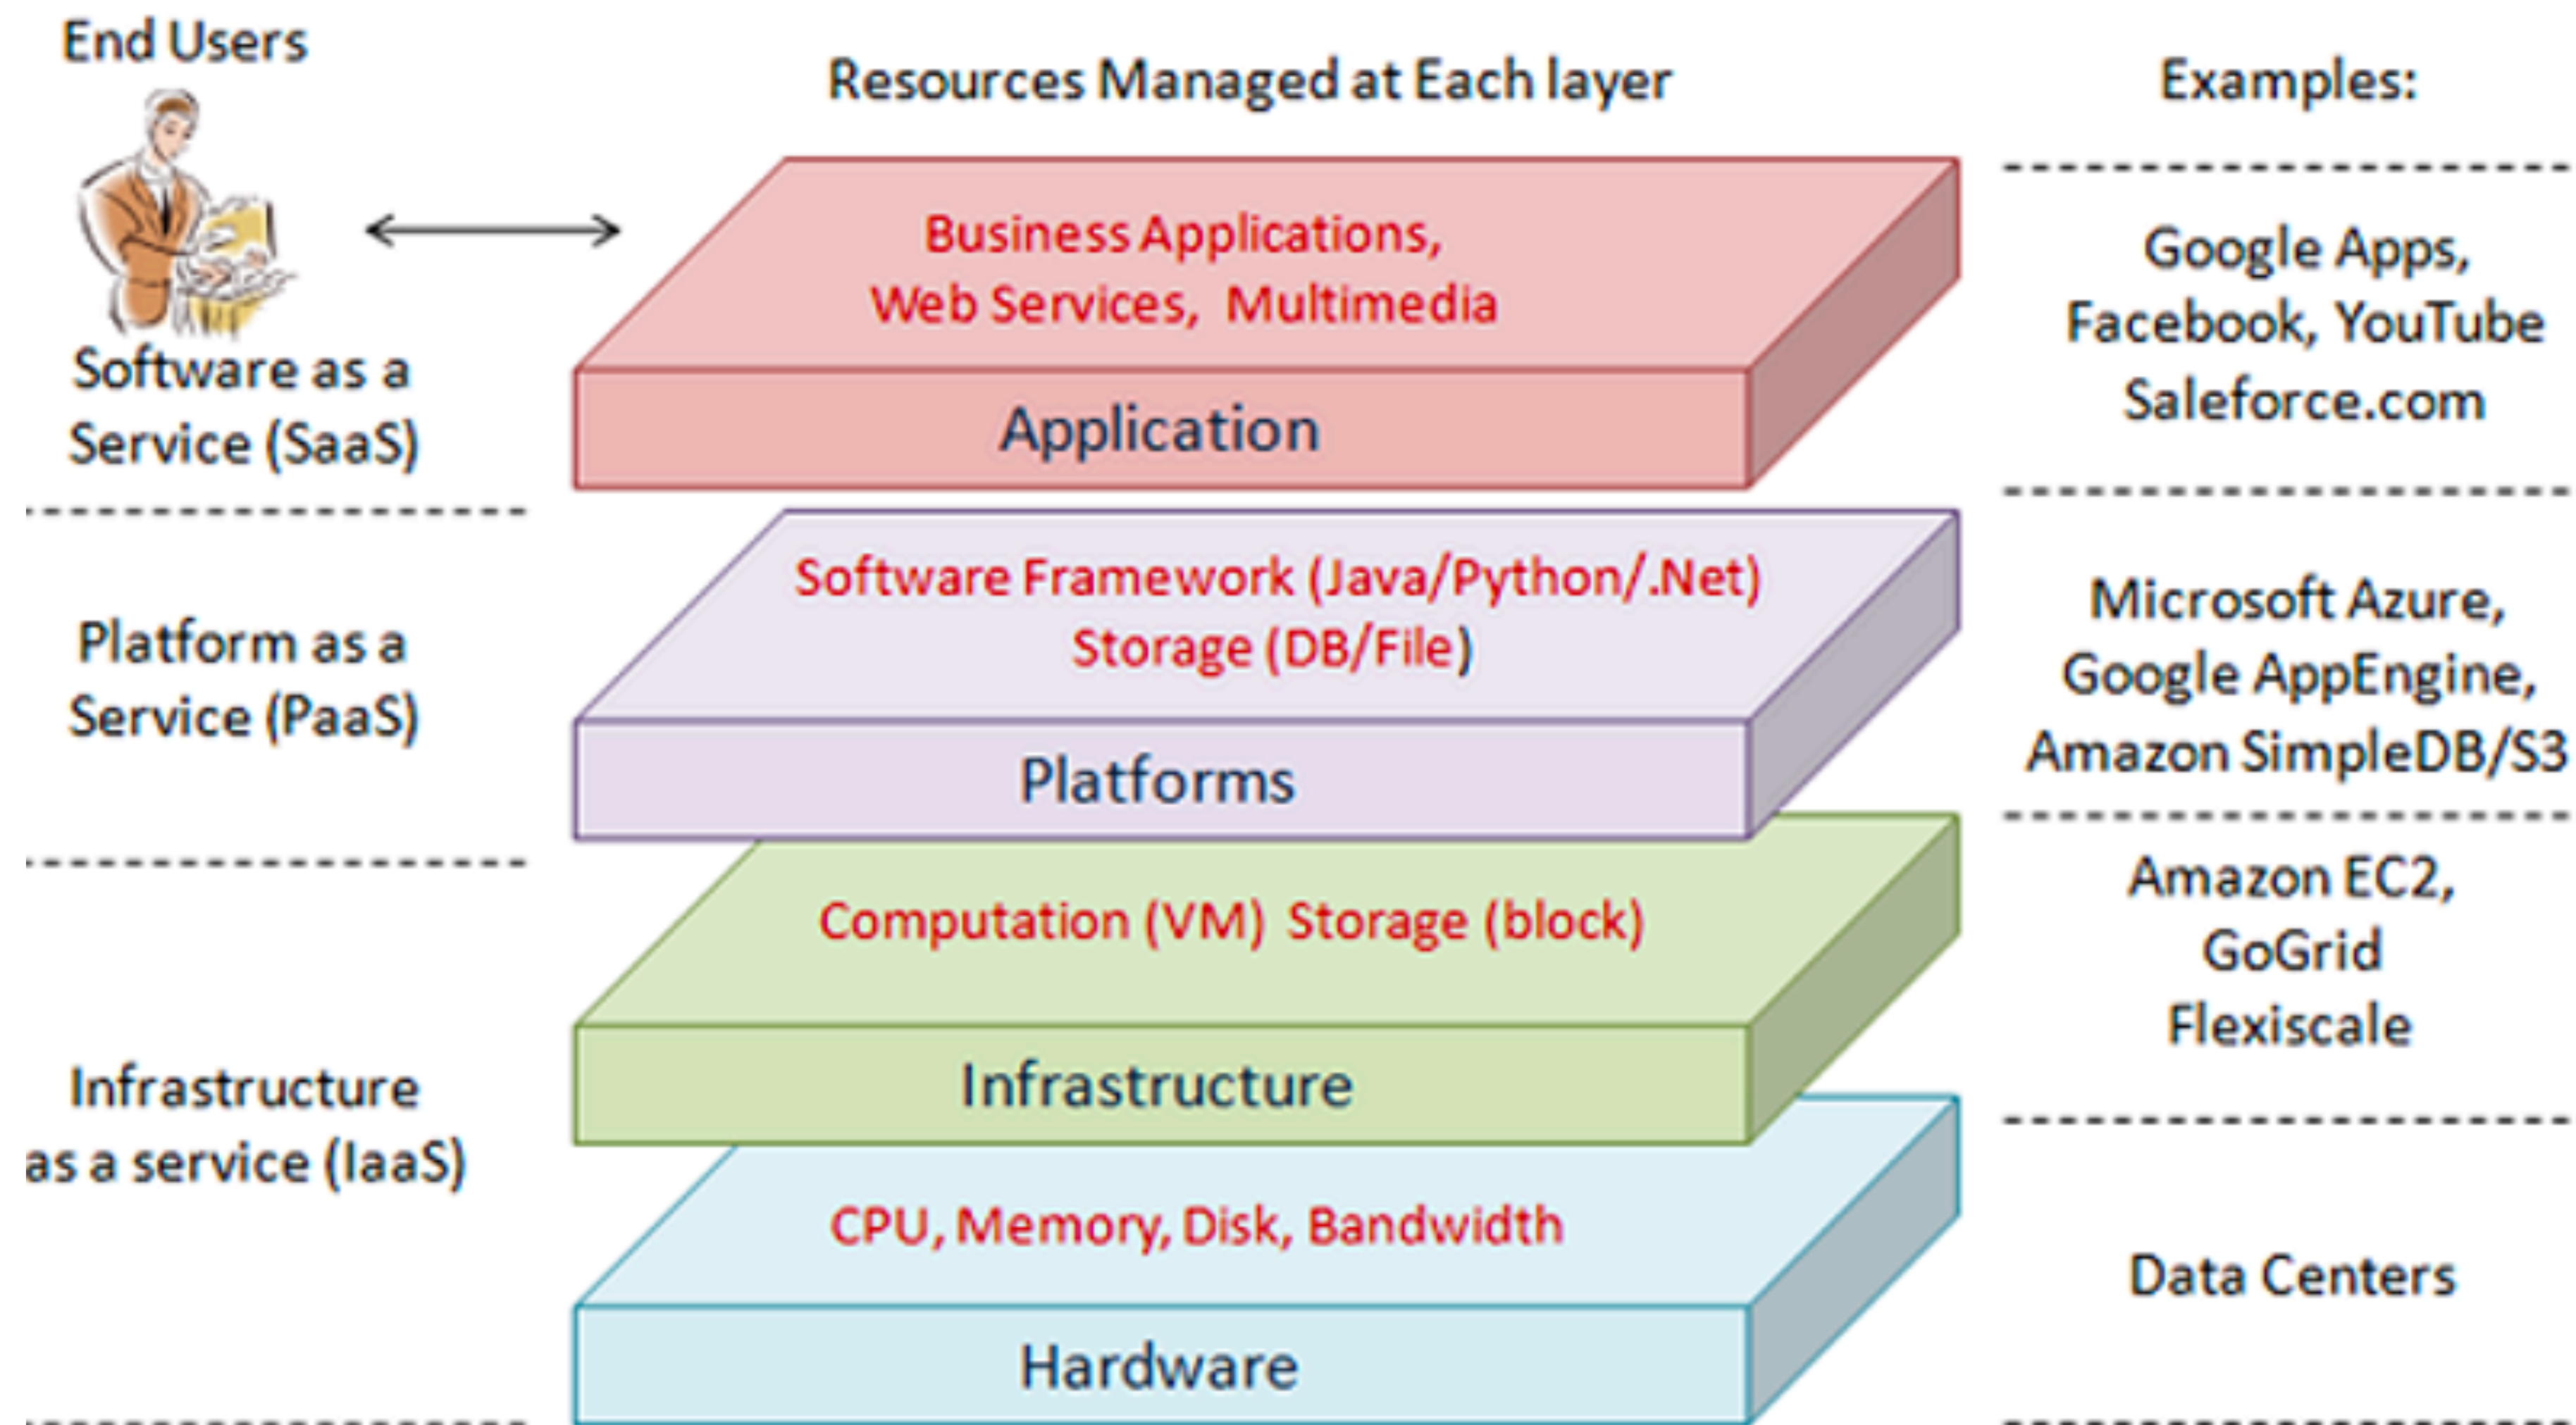 End Users
Resources Managed at Each layer
Examples:
Business Applications,
Web Services, Multimedia
Application
Software as a
Service (SaaS)
Google Apps,
Facebook, YouTube
Saleforce.com
Software Framework (Java/Python/.Net)
Storage (DB/File)
Platforms
Platform as a
Service (PaaS)
Microsoft Azure,
Google AppEngine,
Amazon SimpleDB/S3
Computation (VM) Storage (block)
Infrastructure
Infrastructure
as a service (IaaS)
Amazon EC2,
GoGrid
Flexiscale
CPU, Memory, Disk, Bandwidth
Hardware
Data Centers